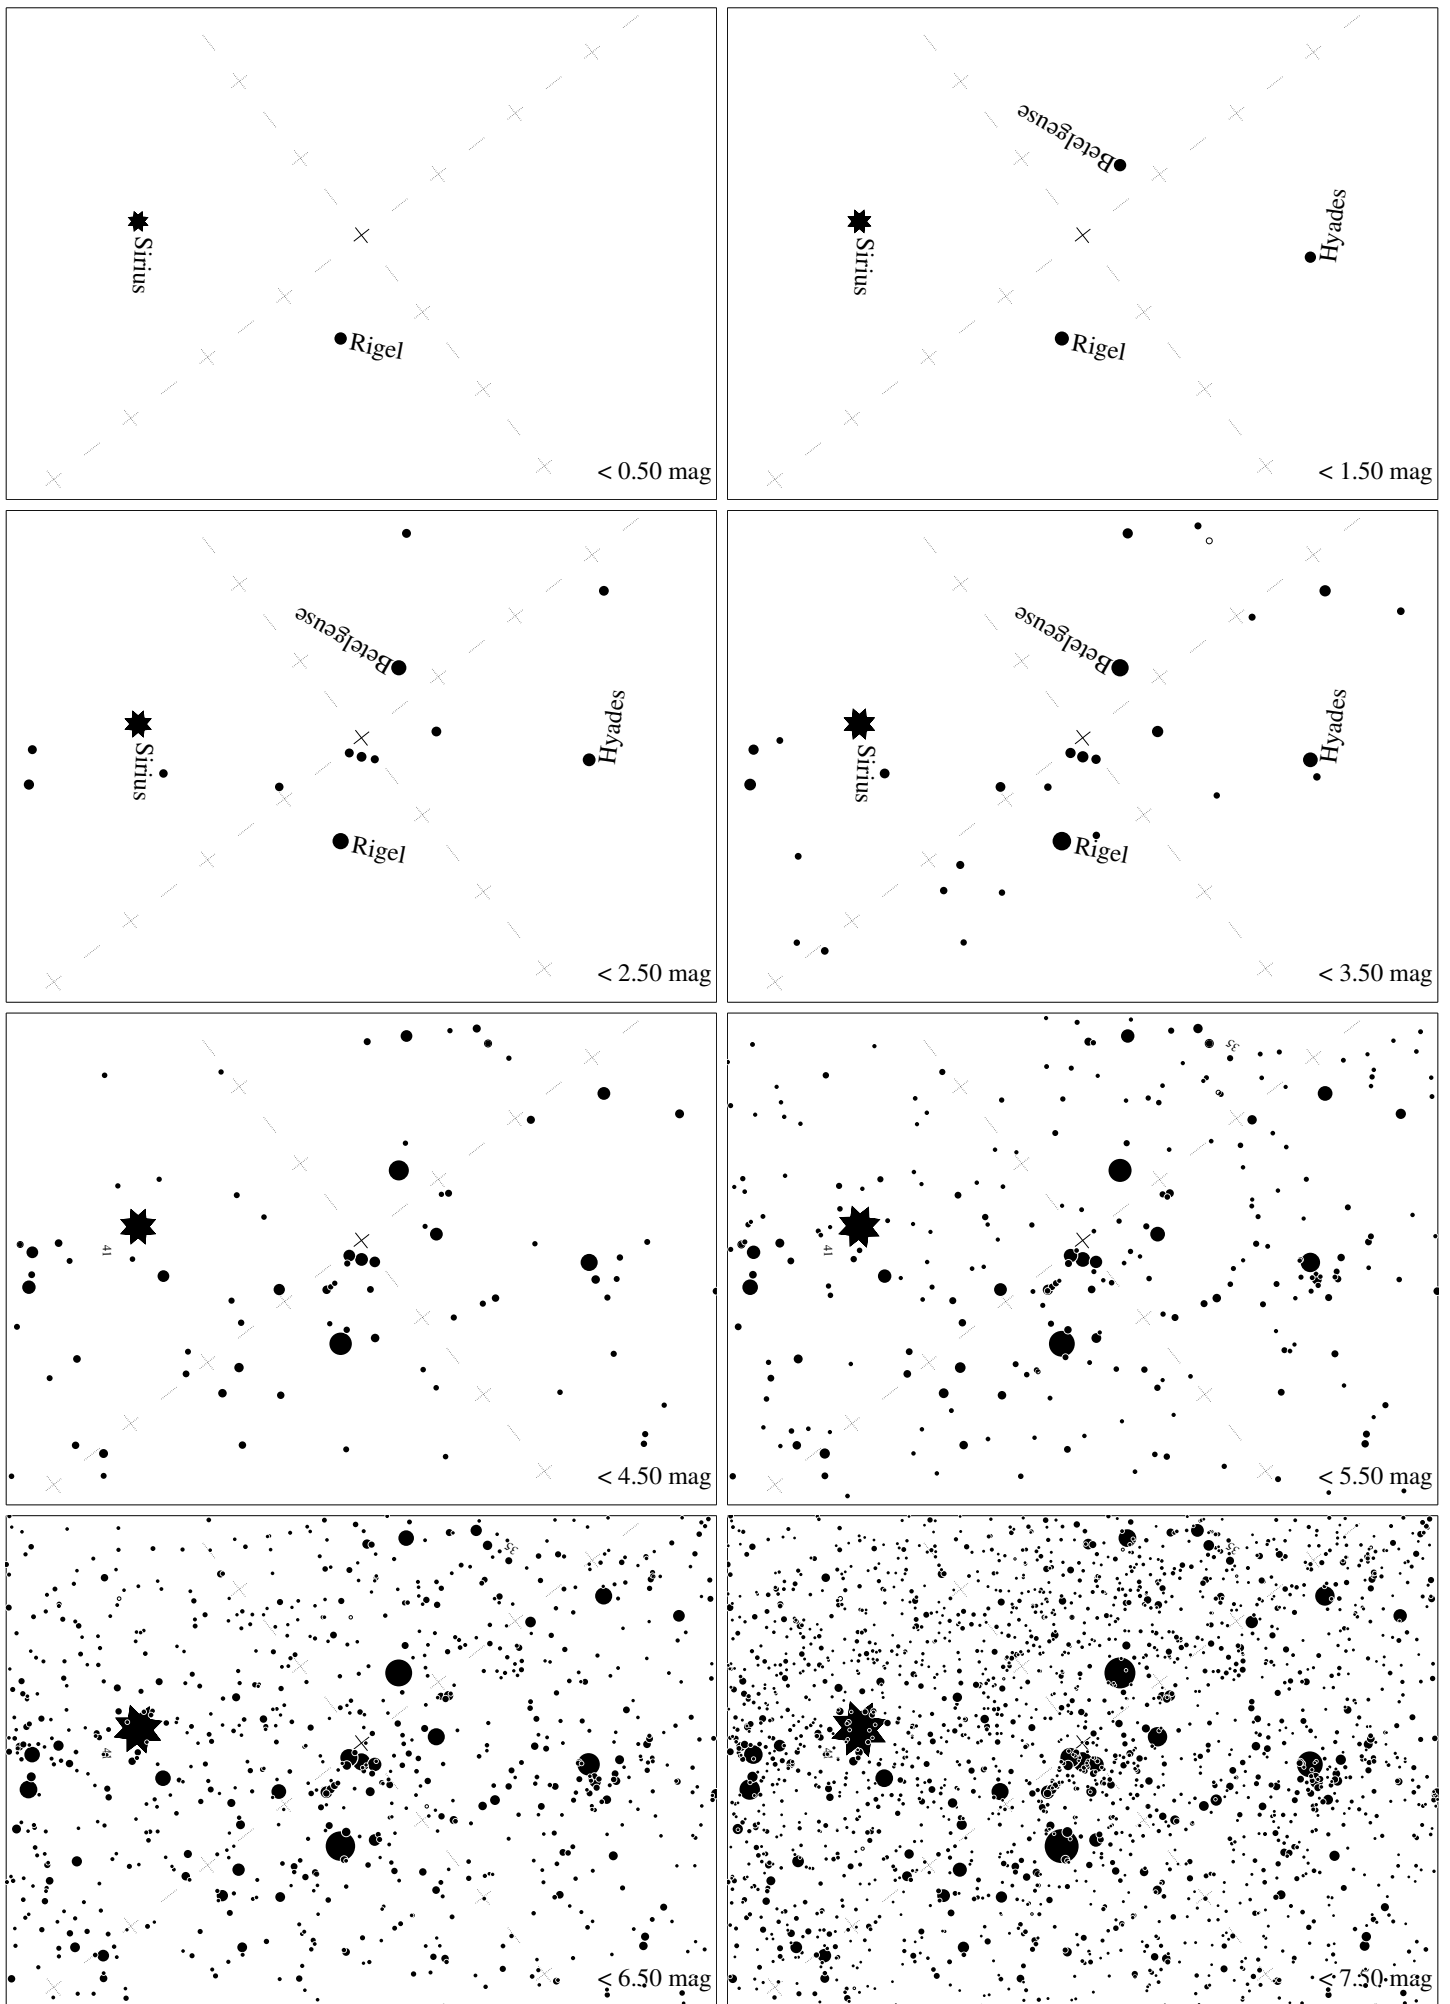 Sirius
Rigel
< 0.50 mag
Betelgeuse
Sirius
Hyades
Rigel
< 1.50 mag
Betelgeuse
Sirius
Hyades
Rigel
< 2.50 mag
Betelgeuse
Sirius
Hyades
Rigel
< 3.50 mag
41
< 4.50 mag
35
41
< 5.50 mag
35
< 6.50 mag
35
< 7.50 mag